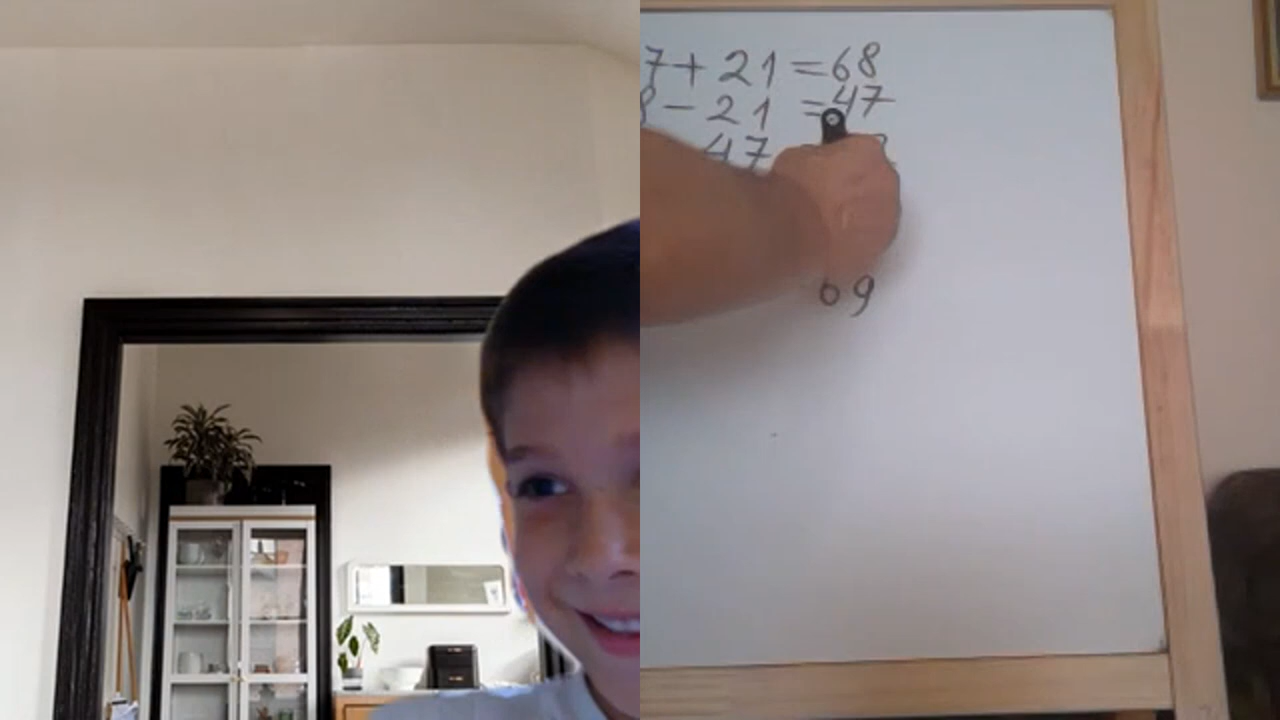 7 + 21 = 68
8 - 21 = 47
47
69